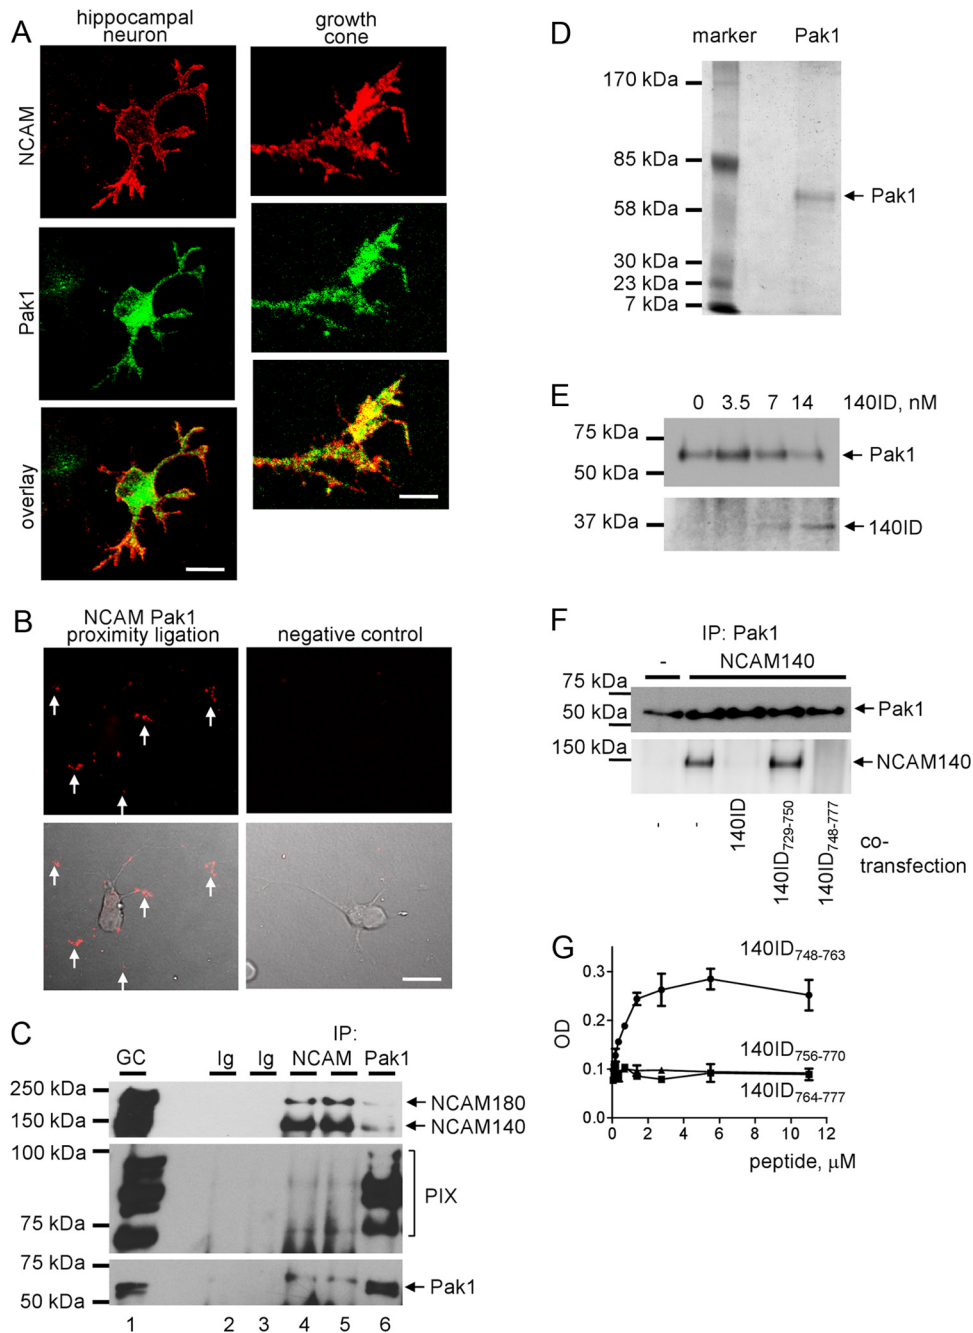 A
hippocampal
neuron
growth
cone
NCAM
Pak1
overlay
B
NCAM Pak1
proximity ligation
negative control
C
IP:
GC Ig Ig NCAM Pak1
250 kDa
150 kDa
NCAM180
NCAM140
100 kDa
75 kDa
PIX
75 kDa
50 kDa
Pak1
1 2 3 4 5 6
D
marker Pak1
170 kDa
85 kDa
58 kDa
30 kDa
23 kDa
7 kDa
Pak1
E
0 3.5 7 14 140ID, nM
75 kDa
50 kDa
Pak1
37 kDa
140ID
F
IP: Pak1
- NCAM140
75 kDa
50 kDa
Pak1
150 kDa
NCAM140
- - 140ID 140ID729-750 140ID748-777
co-
transfection
G
OD
0.3
0.2
0.1
0.0
0 2 4 6 8 10 12
peptide, μM
140ID748-763
140ID756-770
140ID764-777